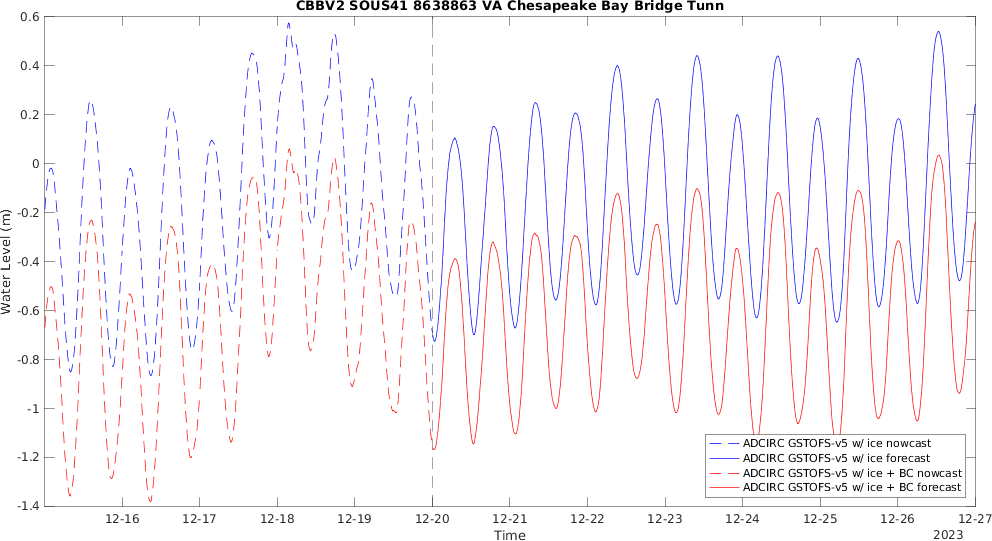 CBBV2 SOUS41 8638863 VA Chesapeake Bay Bridge Tunn
0.6
0.4
0.2
0
-0.2
-0.4
-0.6
-0.8
-1
-1.2
-1.4
Water Level (m)
ADCIRC GSTOFS-v5 w/ ice nowcast
ADCIRC GSTOFS-v5 w/ ice forecast
ADCIRC GSTOFS-v5 w/ ice + BC nowcast
ADCIRC GSTOFS-v5 w/ ice + BC forecast
12-16 12-17 12-18 12-19 12-20 12-21 12-22 12-23 12-24 12-25 12-26 12-27
Time
2023